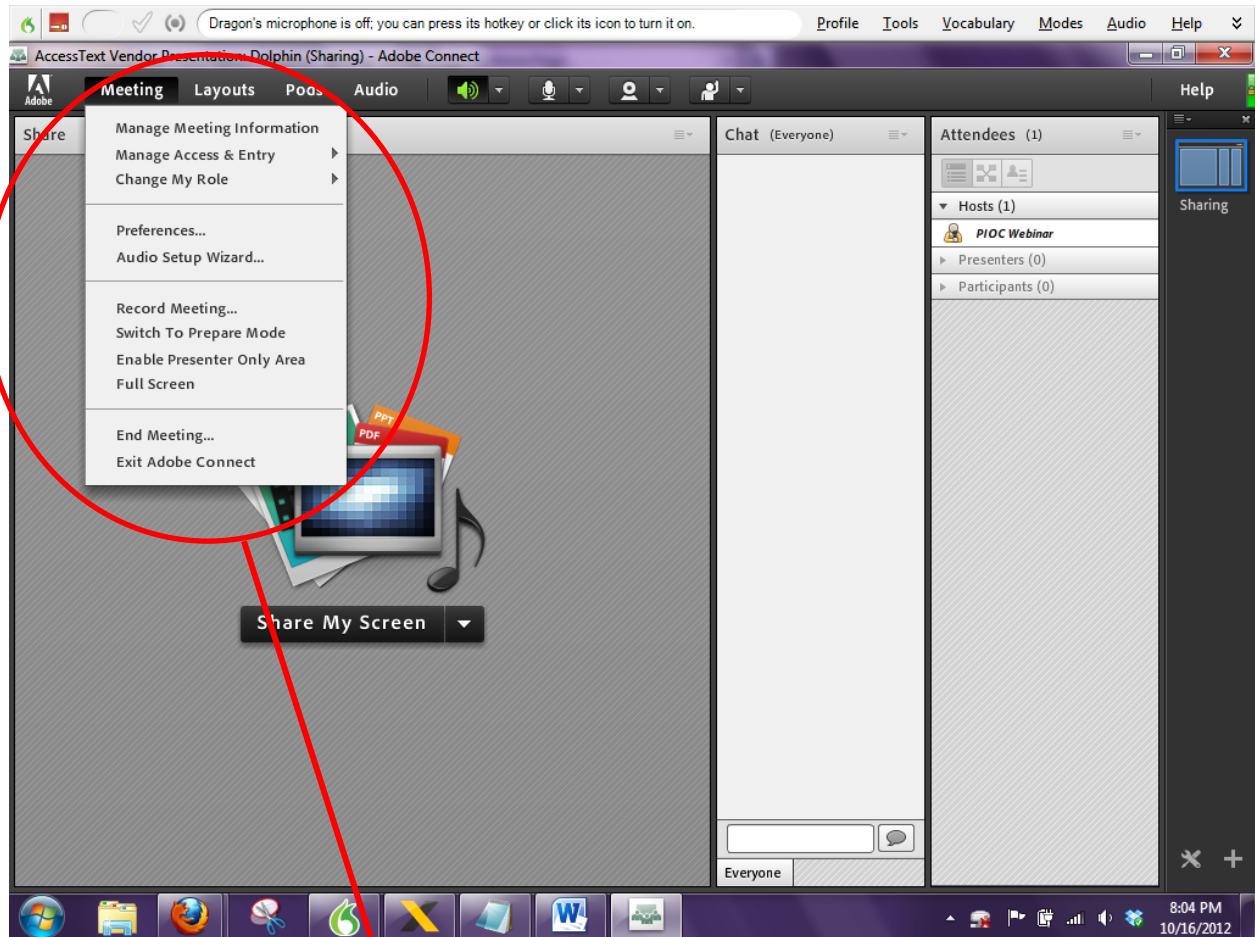 Dragon's microphone is off; you can press its hotkey or click its icon to turn it on.
Profile Tools Vocabulary Modes Audio Help
AccessText Vendor Presentation: Dolphin (Sharing) - Adobe Connect
Adobe
Meeting Layouts Pods Audio Help
Share
Manage Meeting Information
Manage Access & Entry
Change My Role
Preferences...
Audio Setup Wizard...
Record Meeting...
Switch To Prepare Mode
Enable Presenter Only Area
Full Screen
End Meeting...
Exit Adobe Connect
PPT
PDF
Share My Screen
Chat (Everyone)
Everyone
Attendees (1)
Hosts (1)
PIOC Webinar
Presenters (0)
Participants (0)
Sharing
8:04 PM
10/16/2012